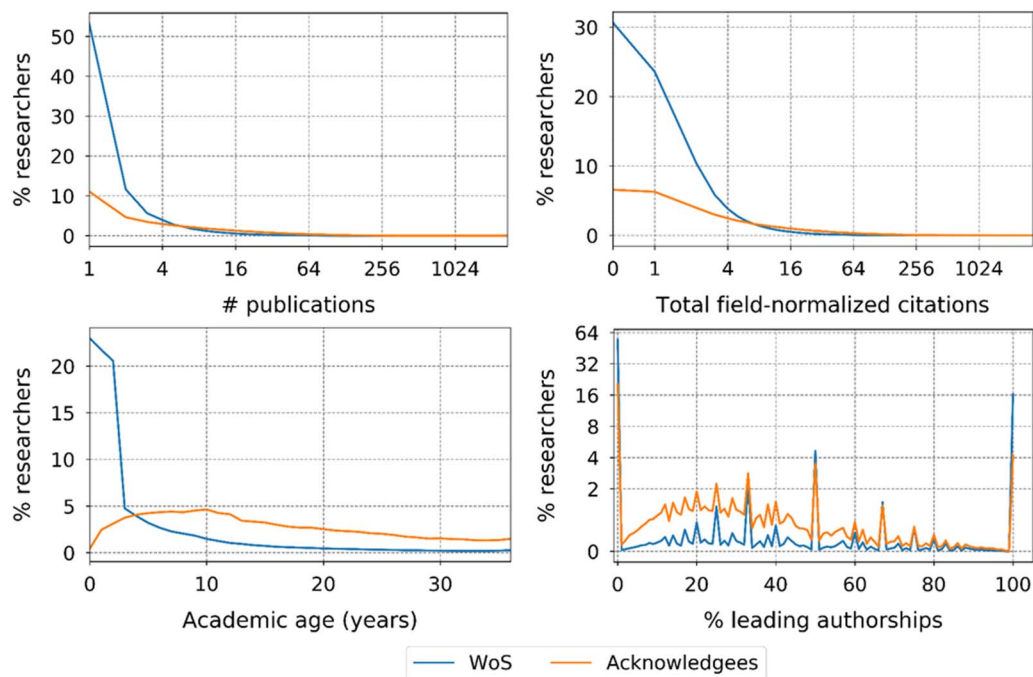 % researchers
50
40
30
20
10
0
1 4 16 64 256 1024
# publications
% researchers
30
20
10
0
0 1 4 16 64 256 1024
Total field-normalized citations
% researchers
20
15
10
5
0
0 10 20 30
Academic age (years)
% researchers
64
32
16
8
4
2
0
0 20 40 60 80 100
% leading authorships
WoS Acknowledgees